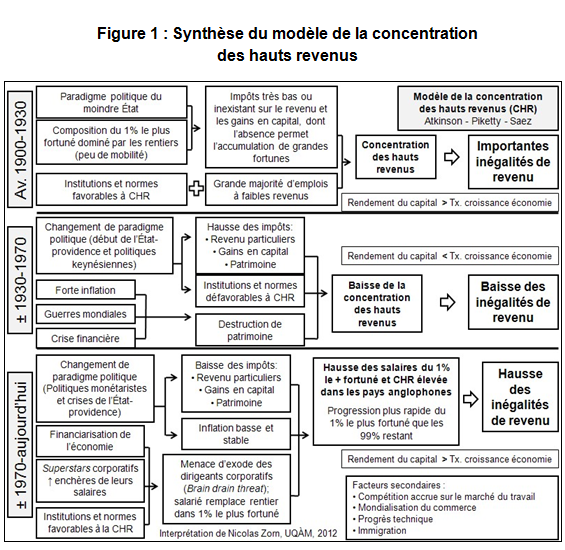 Figure 1 : Synthèse du modèle de la concentration
des hauts revenus
Av. 1900-1930
Paradigme politique du
moindre État
Composition du 1% le plus
fortuné dominé par les rentiers
(peu de mobilité)
Institutions et normes
favorables à CHR
Impôts très bas ou
inexistant sur le revenu et
les gains en capital, dont
l'absence permet
l'accumulation de grandes
fortunes
Grande majorité d'emplois
à faibles revenus
Concentration
des hauts
revenus
Modèle de la concentration
des hauts revenus (CHR)
Atkinson - Piketty - Saez
Importantes
inégalités de
revenu
Rendement du capital > Tx. croissance économie
± 1930-1970
Changement de paradigme
politique (début de l'État-
providence et politiques
keynésiennes)
Forte inflation
Guerres mondiales
Crise financière
Hausse des impôts:
• Revenu particuliers
• Gains en capital
• Patrimoine
Institutions et normes
défavorables à CHR
Destruction de
patrimoine
Rendement du capital < Tx. croissance économie
Baisse de la
concentration
des hauts
revenus
Baisse des
inégalités de
revenu
± 1970-aujourd'hui
Changement de
paradigme politique
(Politiques monétaristes
et crises de l'État-
providence)
Financiarisation de
l'économie
Superstars corporatifs
↑ enchères de leurs
salaires
Institutions et normes
favorables à la CHR
Baisse des impôts:
• Revenu particuliers
• Gains en capital
• Patrimoine
Inflation basse et
stable
Menace d'exode des
dirigeants corporatifs
(Brain drain threat);
salarié remplace rentier
dans 1% le plus fortuné
Hausse des salaires du 1%
le + fortuné et CHR élevée
dans les pays anglophones
Progression plus rapide du
1% le plus fortuné que les
99% restant
Hausse
des
inégalités
de revenu
Rendement du capital > Tx. croissance économie
Facteurs secondaires :
• Compétition accrue sur le marché du travail
• Mondialisation du commerce
• Progrès technique
• Immigration
Interprétation de Nicolas Zorn, UQÀM, 2012